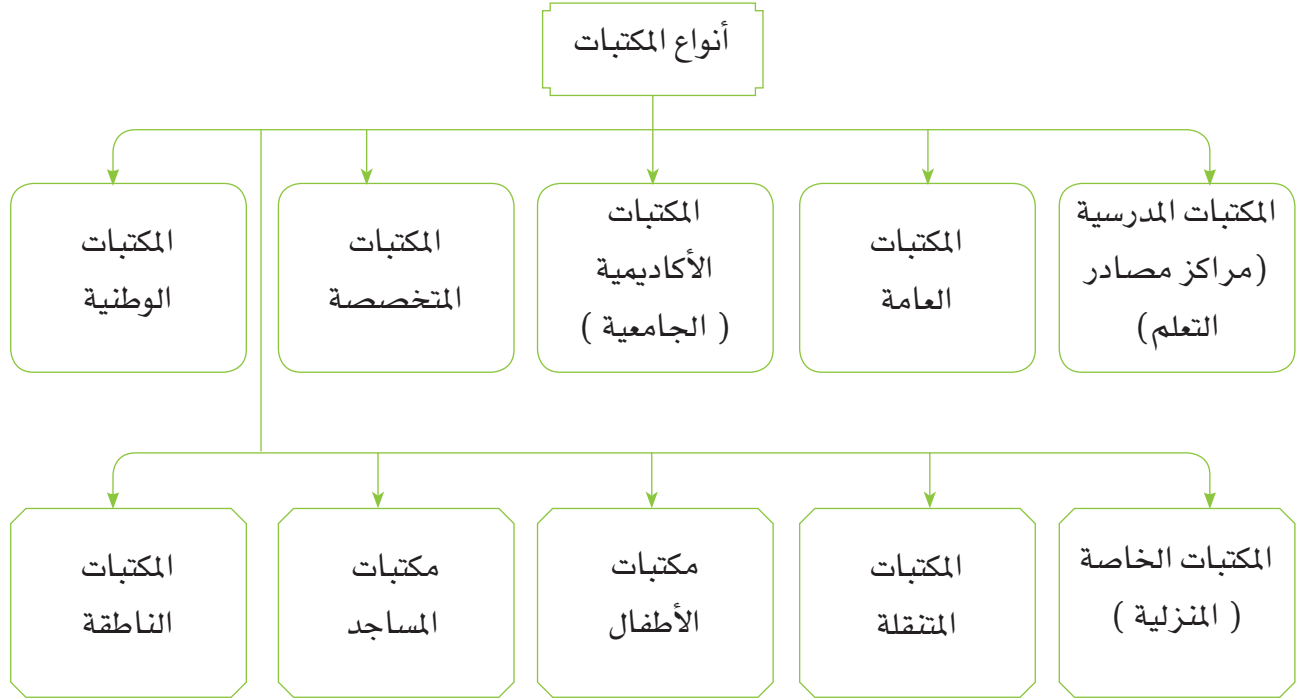 أنواع المكتبات
المكتبات المدرسية
(مراكز مصادر
التعلم)
المكتبات
العامة
المكتبات
الأكاديمية
( الجامعية )
المكتبات
المتخصصة
المكتبات
الوطنية
المكتبات الخاصة
( المنزلية )
المكتبات
المتنقلة
مكتبات
الأطفال
مكتبات
المساجد
المكتبات
الناطقة